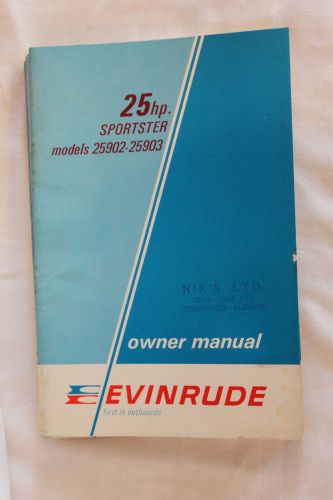 25hp.
SPORTSTER
models 25902-25903
NIX'S LTD.
owner manual
EVINRUDE
first in outboards